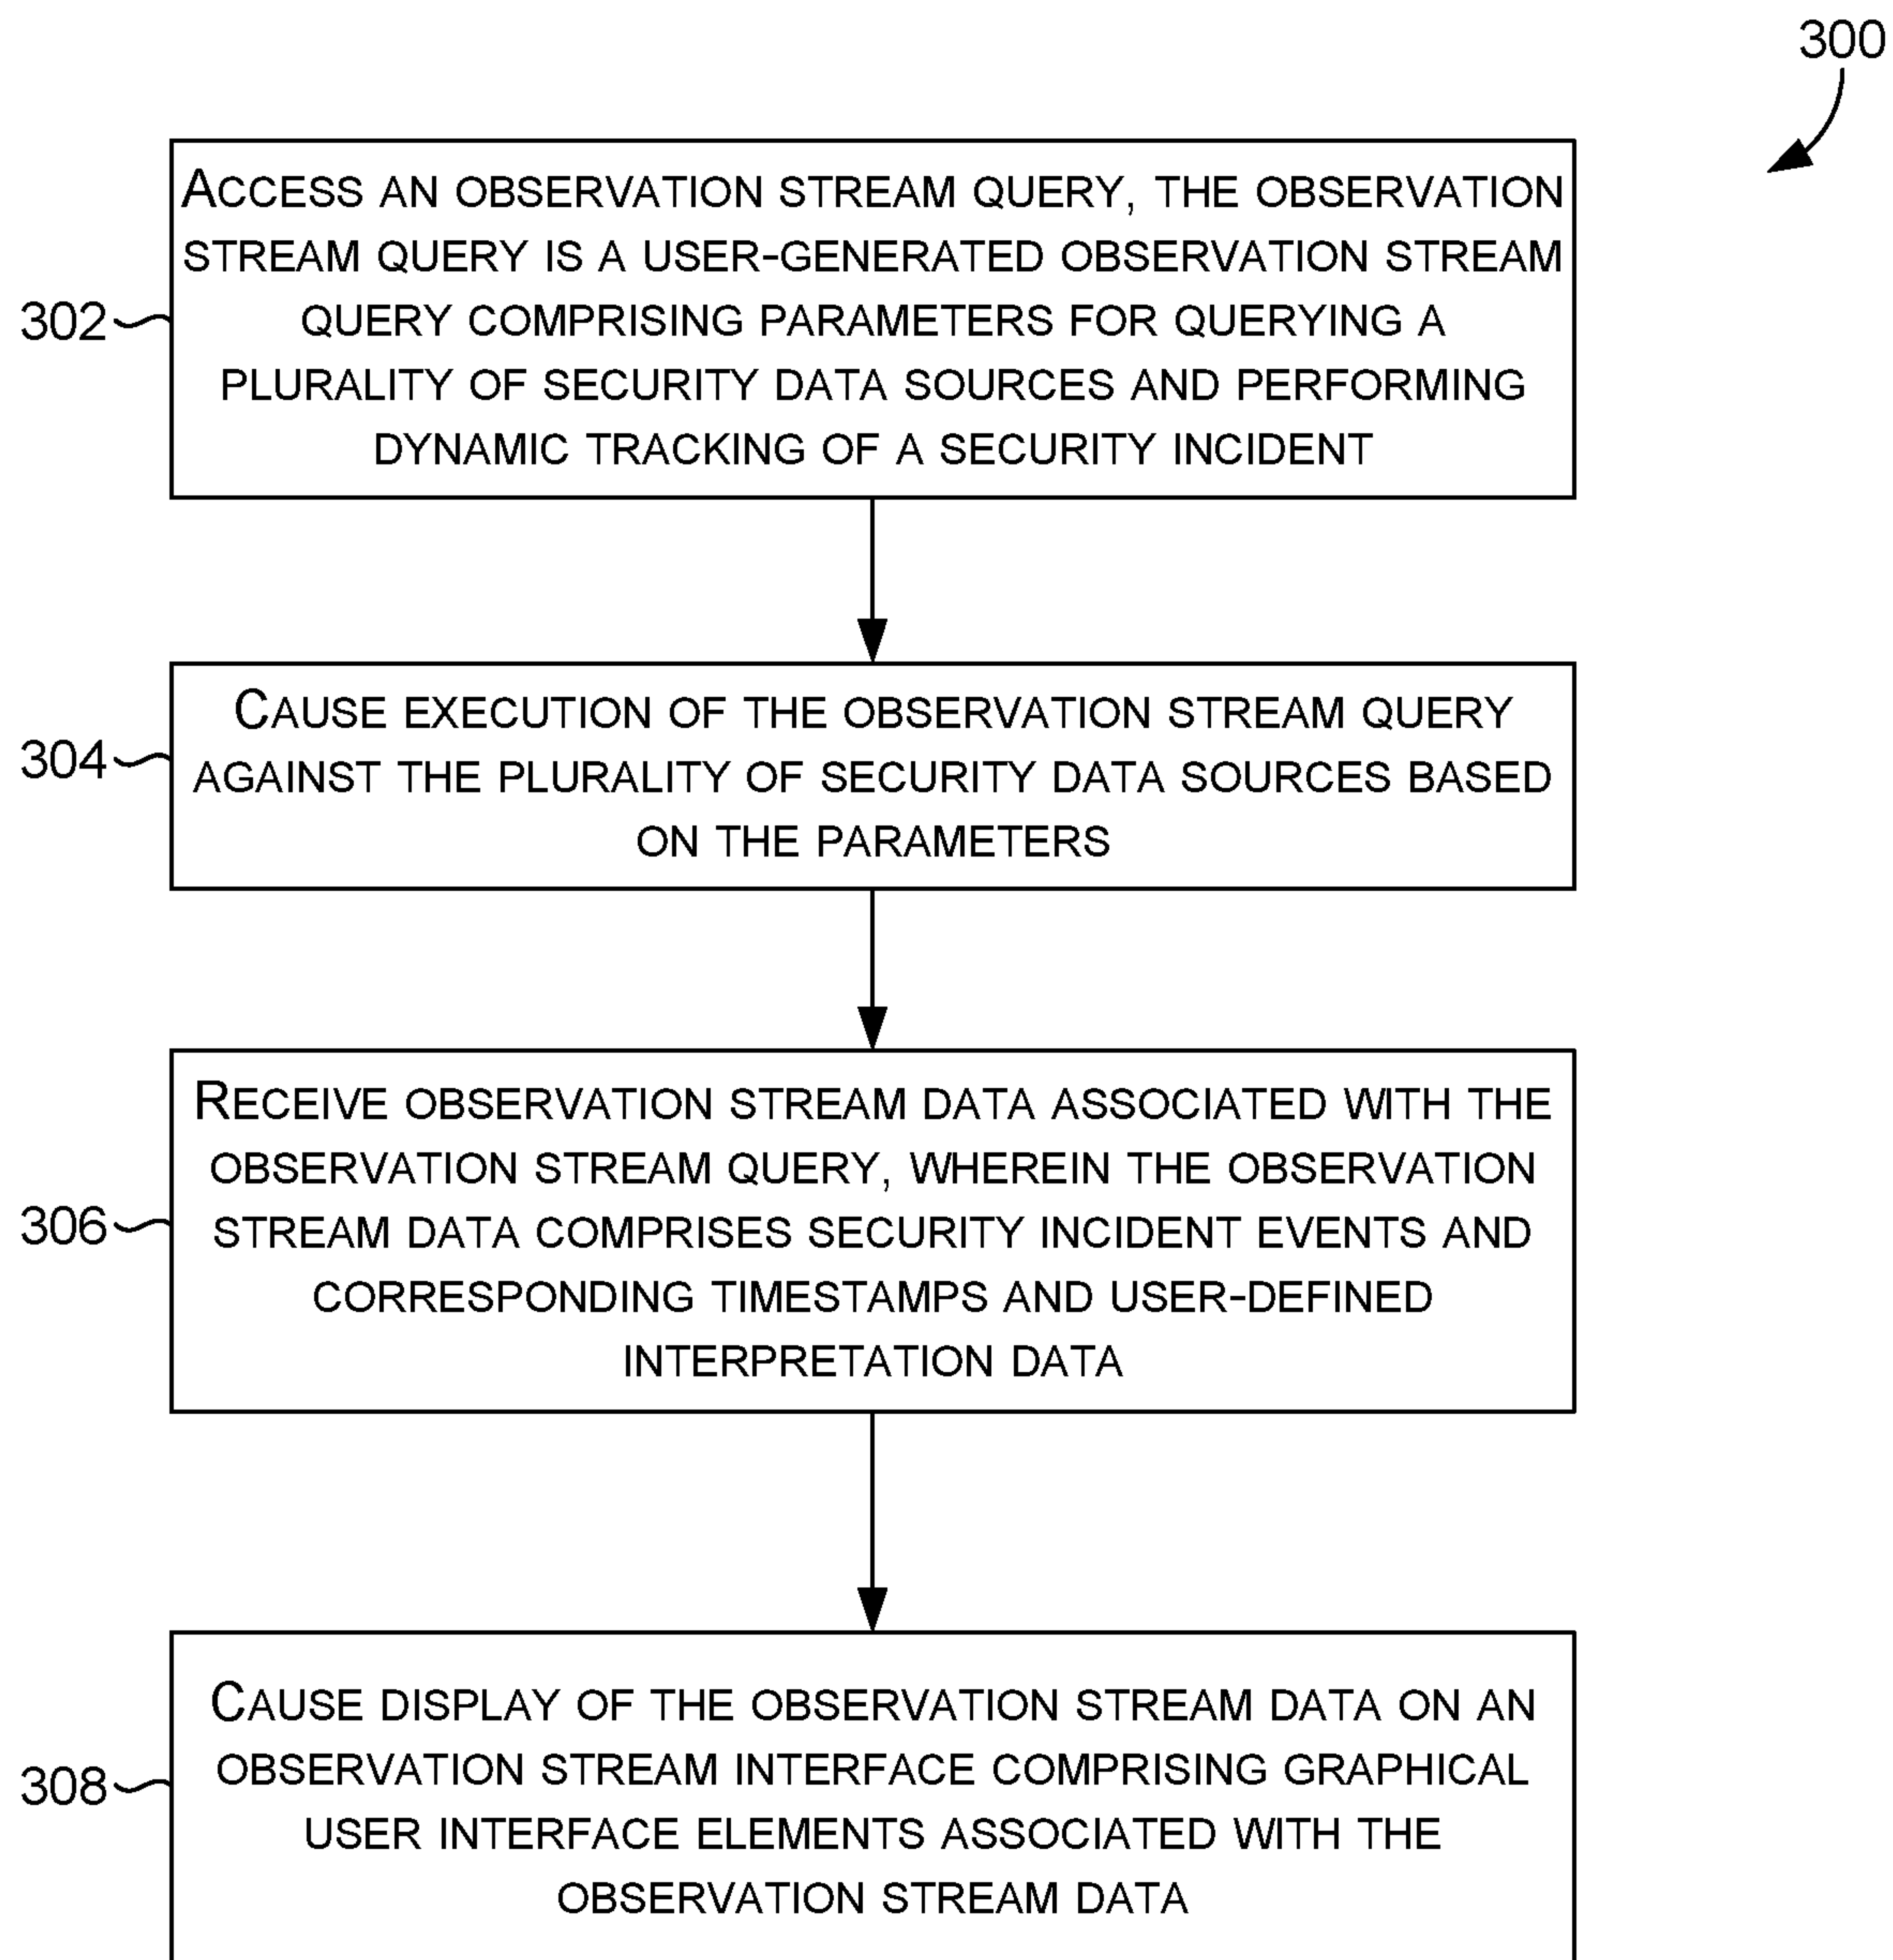 300
ACCESS AN OBSERVATION STREAM QUERY, THE OBSERVATION
STREAM QUERY IS A USER-GENERATED OBSERVATION STREAM
302
QUERY COMPRISING PARAMETERS FOR QUERYING A
PLURALITY OF SECURITY DATA SOURCES AND PERFORMING
DYNAMIC TRACKING OF A SECURITY INCIDENT
CAUSE EXECUTION OF THE OBSERVATION STREAM QUERY
304
AGAINST THE PLURALITY OF SECURITY DATA SOURCES BASED
ON THE PARAMETERS
RECEIVE OBSERVATION STREAM DATA ASSOCIATED WITH THE
OBSERVATION STREAM QUERY, WHEREIN THE OBSERVATION
306
STREAM DATA COMPRISES SECURITY INCIDENT EVENTS AND
CORRESPONDING TIMESTAMPS AND USER-DEFINED
INTERPRETATION DATA
CAUSE DISPLAY OF THE OBSERVATION STREAM DATA ON AN
308
OBSERVATION STREAM INTERFACE COMPRISING GRAPHICAL
USER INTERFACE ELEMENTS ASSOCIATED WITH THE
OBSERVATION STREAM DATA